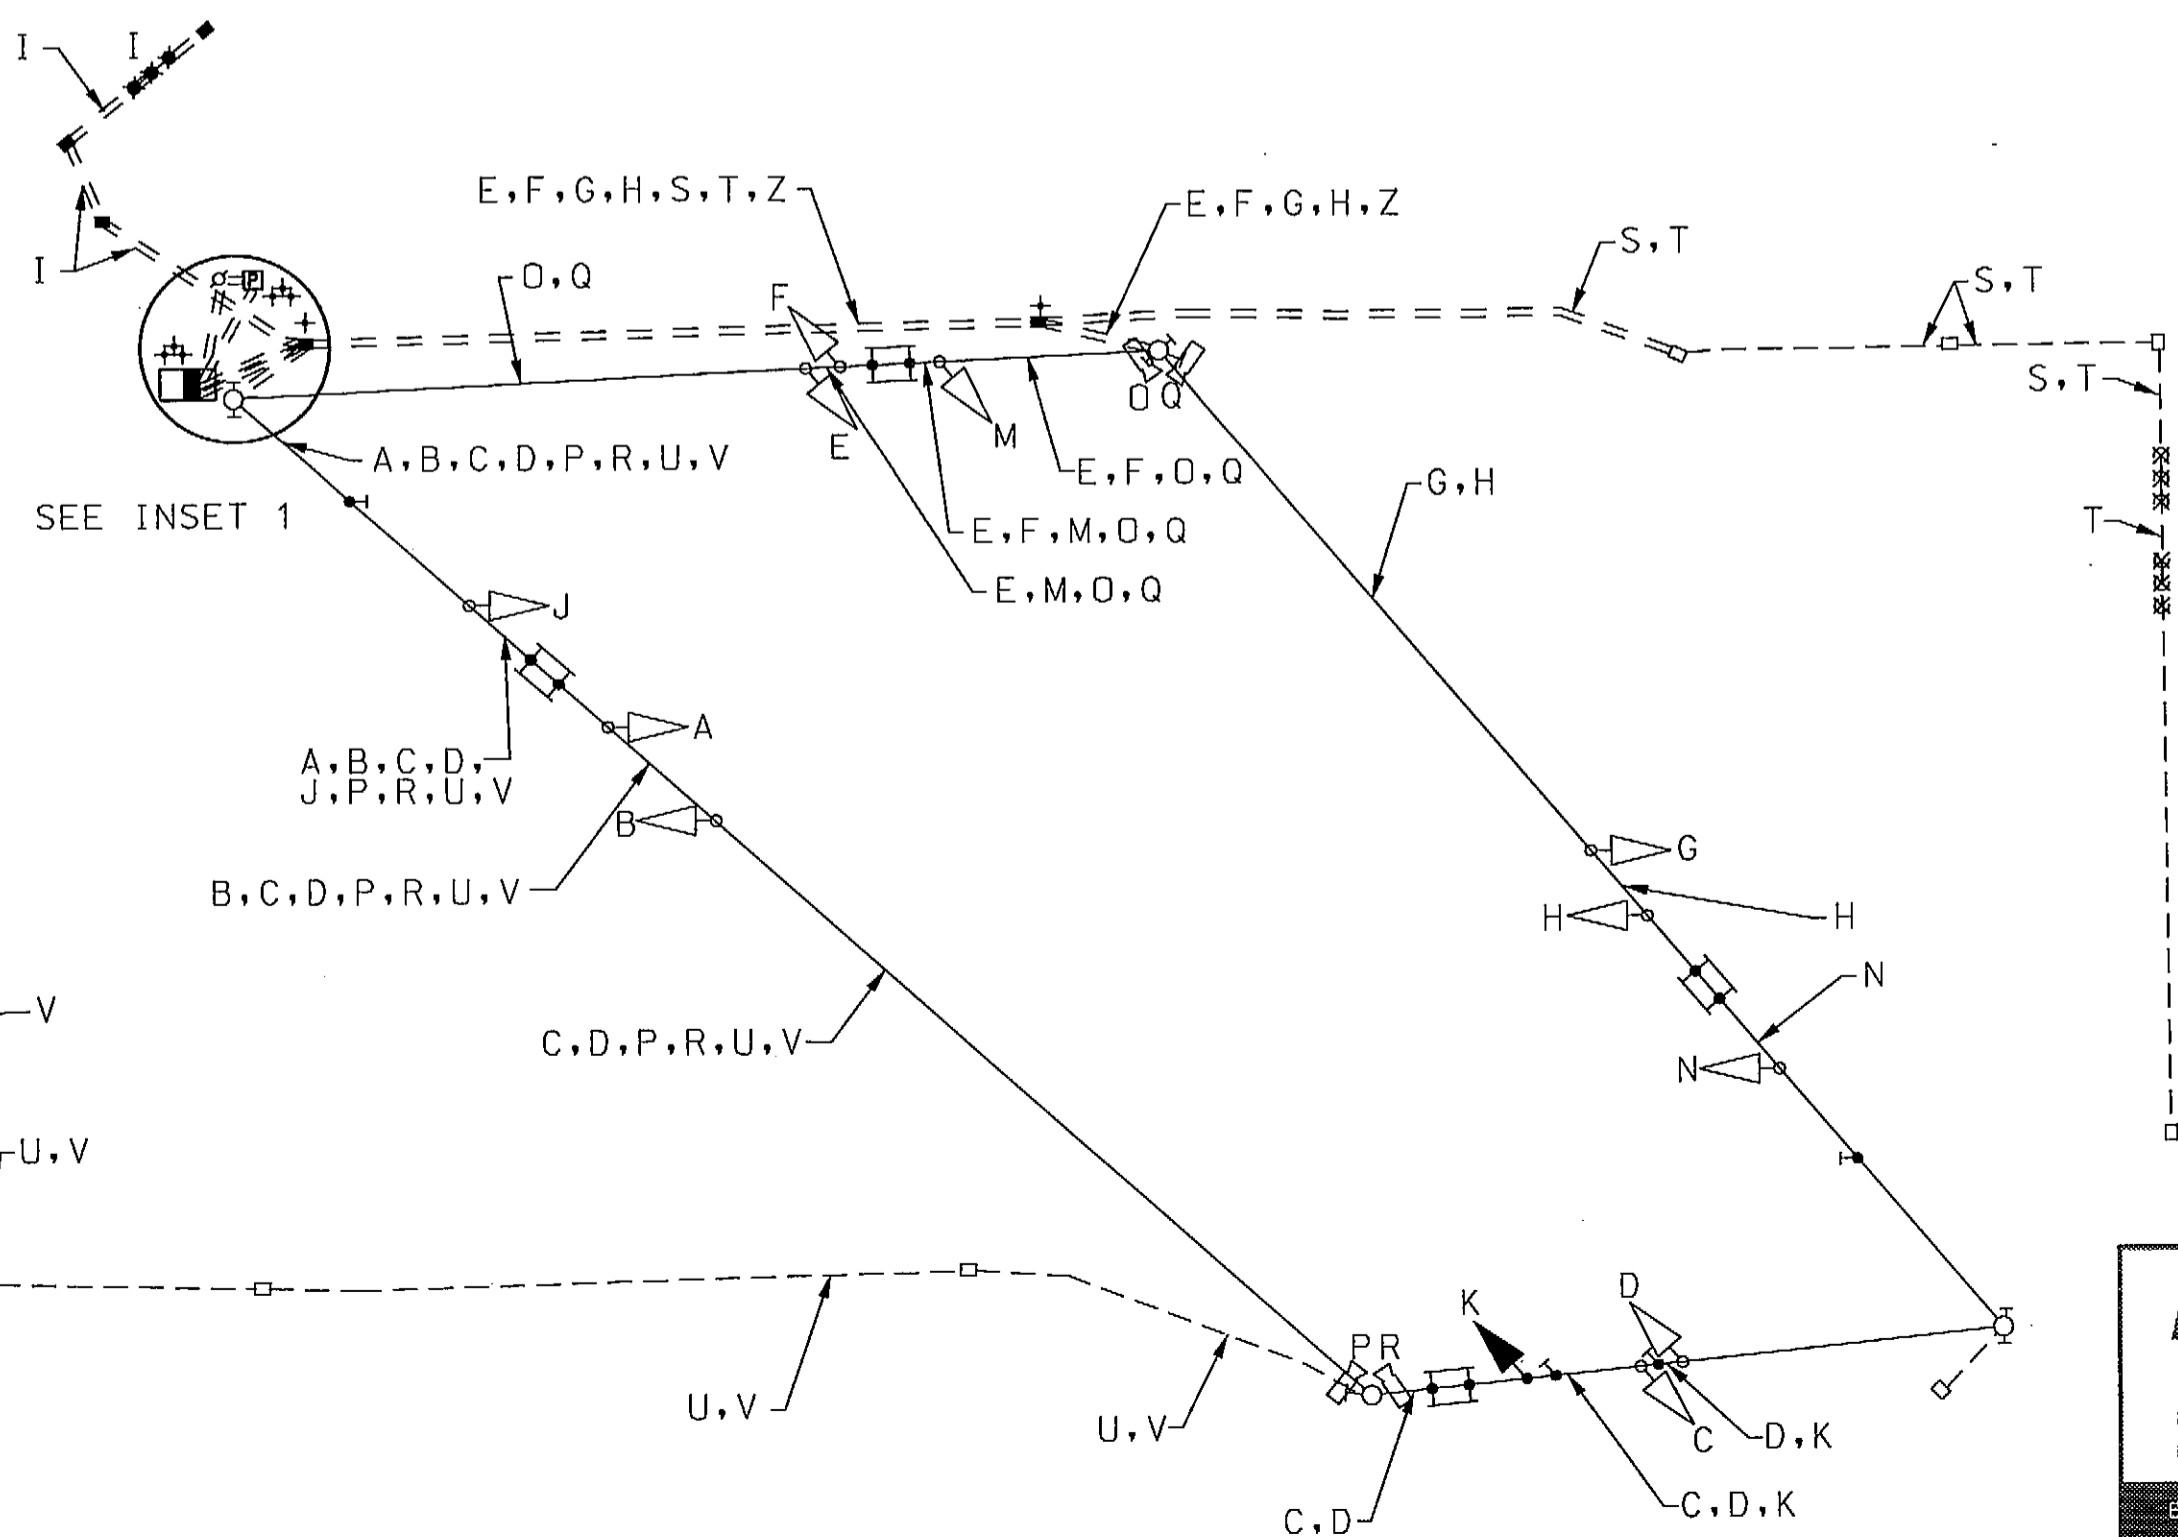 I
I
I
E,F,G,H,S,T,Z
E,F,G,H,Z
S,T
S,T
O,Q
F
S,T
O Q
E
M
A,B,C,D,P,R,U,V
E,F,O,Q
G,H
SEE INSET 1
T
E,F,M,O,Q
E,M,O,Q
J
A
A,B,C,D,
J,P,R,U,V
B
G
B,C,D,P,R,U,V
H
H
N
V
C,D,P,R,U,V
N
U,V
D
K
P R
U,V
U,V
C
D,K
C,D,K
C,D
P